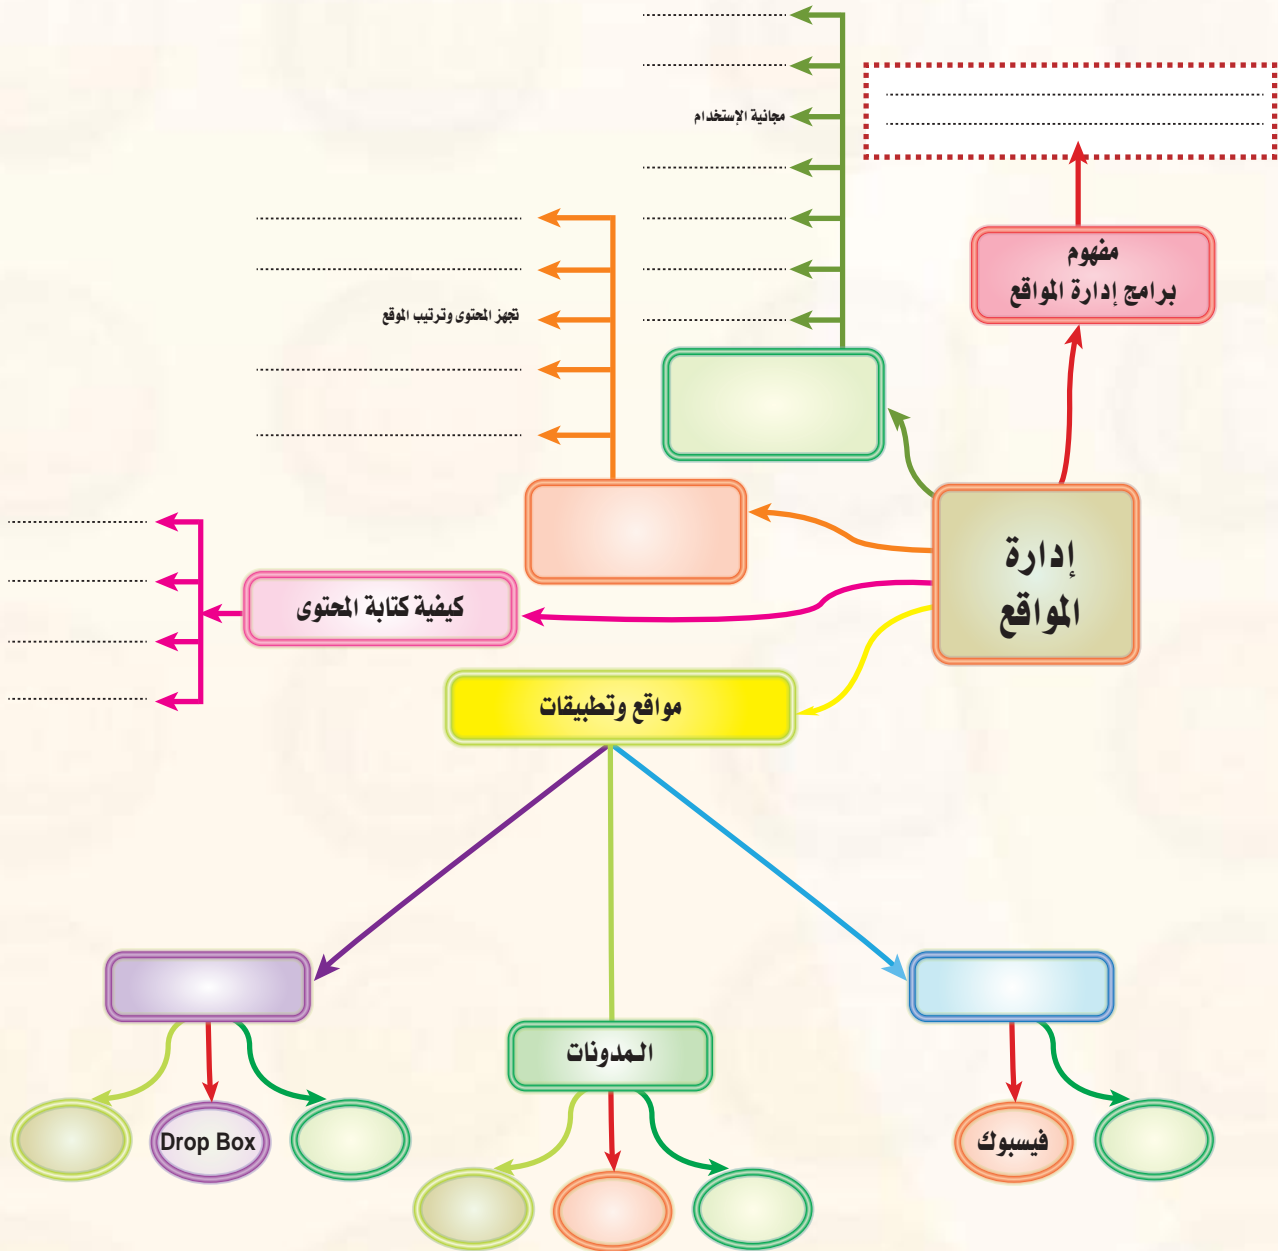 مجانية الإستخدام
مفهوم
برامج إدارة المواقع
تجهز المحتوى وترتيب الموقع
إدارة
المواقع
كيفية كتابة المحتوى
مواقع وتطبيقات
المدونات
فيسبوك
Drop Box